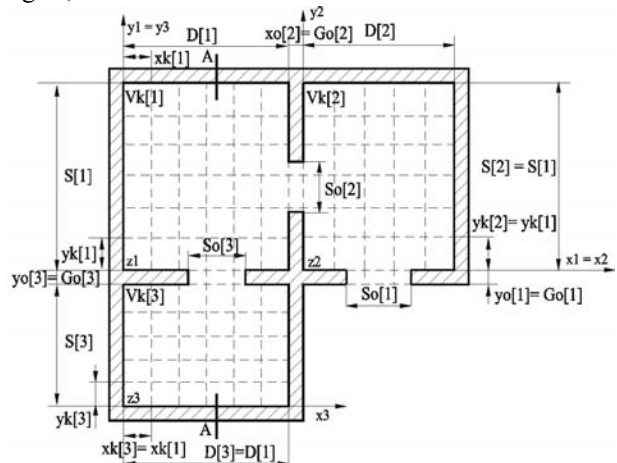 y1 = y3
y2
D[1]
xo[2]= Go[2]
D[2]
A
xk[1]
Vk[1]
Vk[2]
S[1]
S[2] = S[1]
So[2]
yk[1]
So[3]
yk[2]= yk[1]
z1
z2
x1 = x2
yo[3]= Go[3]
Vk[3]
So[1]
yo[1]= Go[1]
S[3]
z3
x3
yk[3]
A
xk[3]= xk[1]
D[3]=D[1]